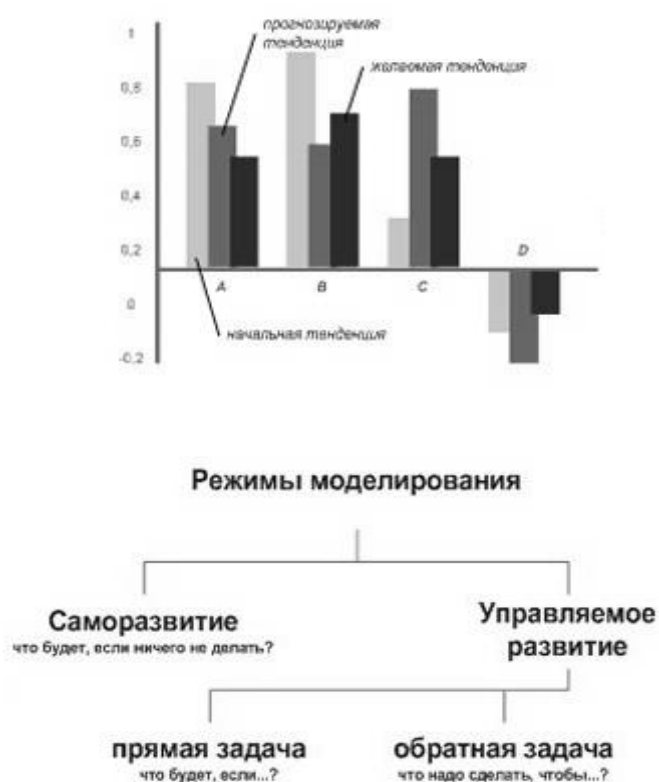 прогнозируемая
тенденция
желаемая тенденция
1
0,8
0,6
0,4
0,2
0
-0,2
A
B
C
D
начальная тенденция
Режимы моделирования
Саморазвитие
что будет, если ничего не делать?
Управляемое
развитие
прямая задача
что будет, если...?
обратная задача
что надо сделать, чтобы...?